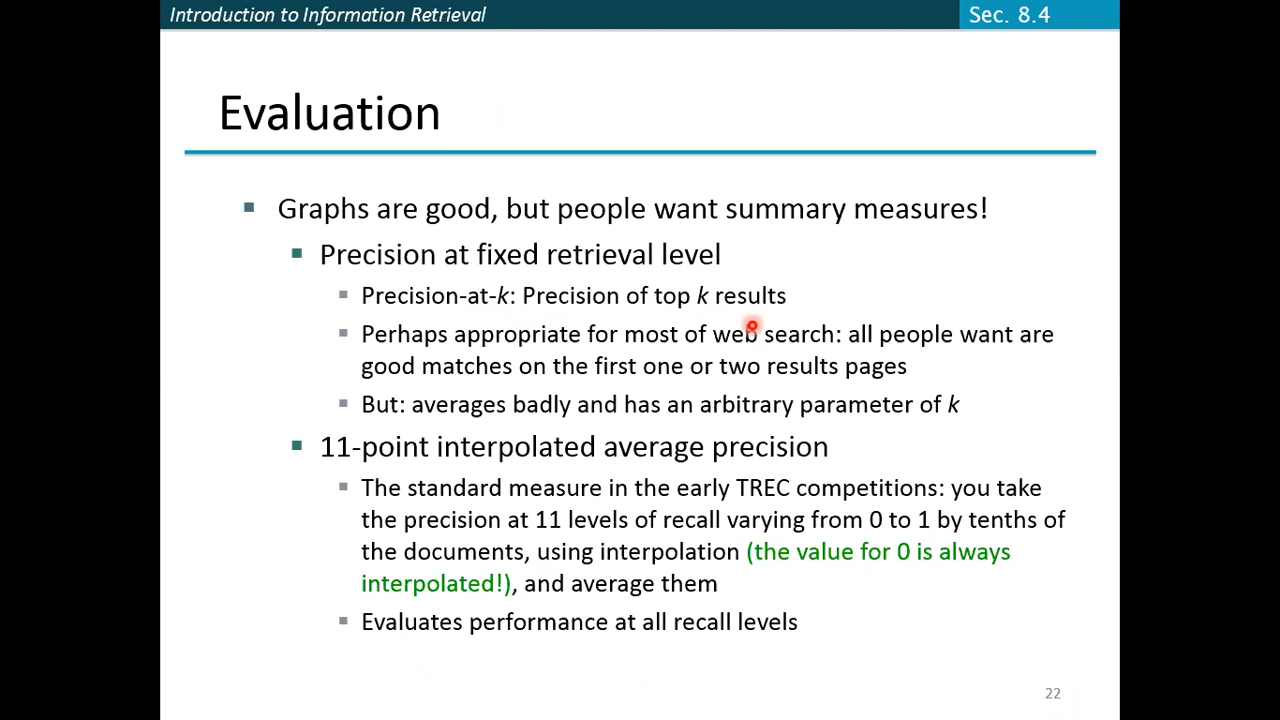 Introduction to Information Retrieval
Sec. 8.4
Evaluation
Graphs are good, but people want summary measures!
Precision at fixed retrieval level
Precision-at-k: Precision of top k results
Perhaps appropriate for most of web search: all people want are
good matches on the first one or two results pages
But: averages badly and has an arbitrary parameter of k
11-point interpolated average precision
The standard measure in the early TREC competitions: you take
the precision at 11 levels of recall varying from 0 to 1 by tenths of
the documents, using interpolation (the value for 0 is always
interpolated!), and average them
Evaluates performance at all recall levels
22